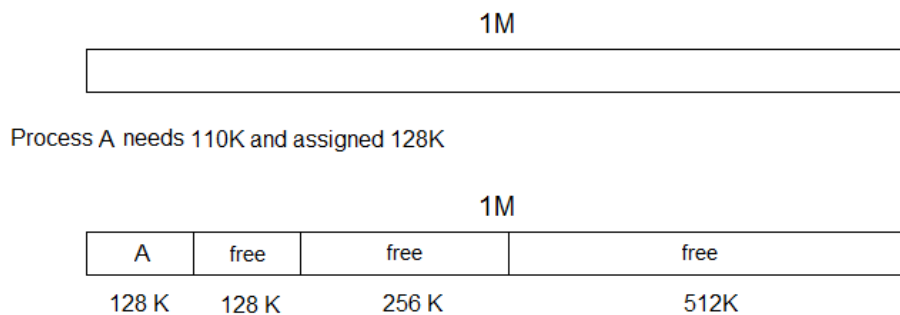 1M
Process A needs 110K and assigned 128K
1M
A free free free
128 K 128 K 256 K 512K